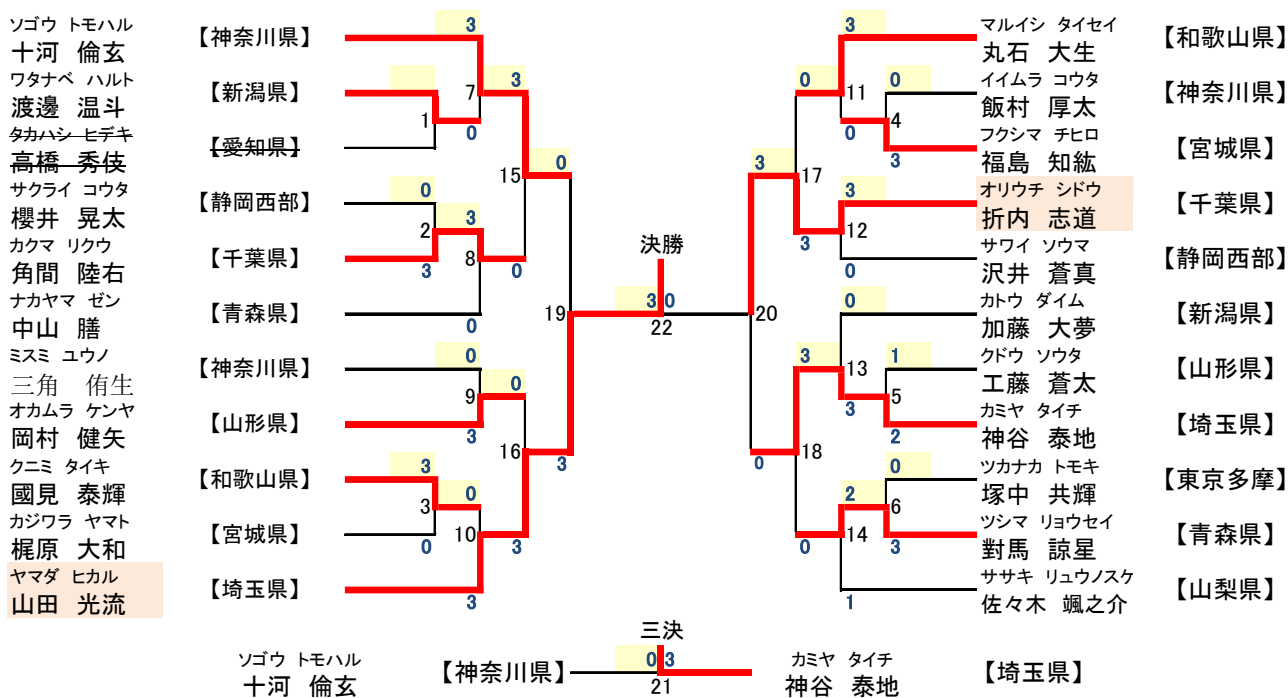 ソゴウ トモハル
十河 倫玄 【神奈川県】
ワタナベ ハルト
渡邊 温斗 【新潟県】
タカハシ ヒデキ
高橋 秀伎 【愛知県】
サクライ コウタ
櫻井 晃太 【静岡西部】
カクマ リクウ
角間 陸右 【千葉県】
ナカヤマ ゼン
中山 膳 【青森県】
ミスミ ユウノ
三角 侑生 【神奈川県】
オカムラ ケンヤ
岡村 健矢 【山形県】
クニミ タイキ
國見 泰輝 【和歌山県】
カジワラ ヤマト
梶原 大和 【宮城県】
ヤマダ ヒカル
山田 光流 【埼玉県】
3
7
1
0
3
15
0
0
2
3
3
8
0
0
19
0
9
3
0
16
3
3
3
0
0
10
3
3
決勝
3 0
22
マルイシ タイセイ
丸石 大生 【和歌山県】
イイムラ コウタ
飯村 厚太 【神奈川県】
フクシマ チヒロ
福島 知紘 【宮城県】
オリウチ シドウ
折内 志道 【千葉県】
サワイ ソウマ
沢井 蒼真 【静岡西部】
カトウ ダイム
加藤 大夢 【新潟県】
クドウ ソウタ
工藤 蒼太 【山形県】
カミヤ タイチ
神谷 泰地 【埼玉県】
ツカナカ トモキ
塚中 共輝 【東京多摩】
ツシマ リョウセイ
對馬 諒星 【青森県】
ササキ リュウノスケ
佐々木 颯之介 【山梨県】
3
0
11
0
4
0
3
3
17
3
12
3
0
20
0
3
13
1
5
3
2
0
18
0
2
6
14
0
3
1
三決
ソゴウ トモハル
十河 倫玄 【神奈川県】
0 3
21
カミヤ タイチ
神谷 泰地 【埼玉県】